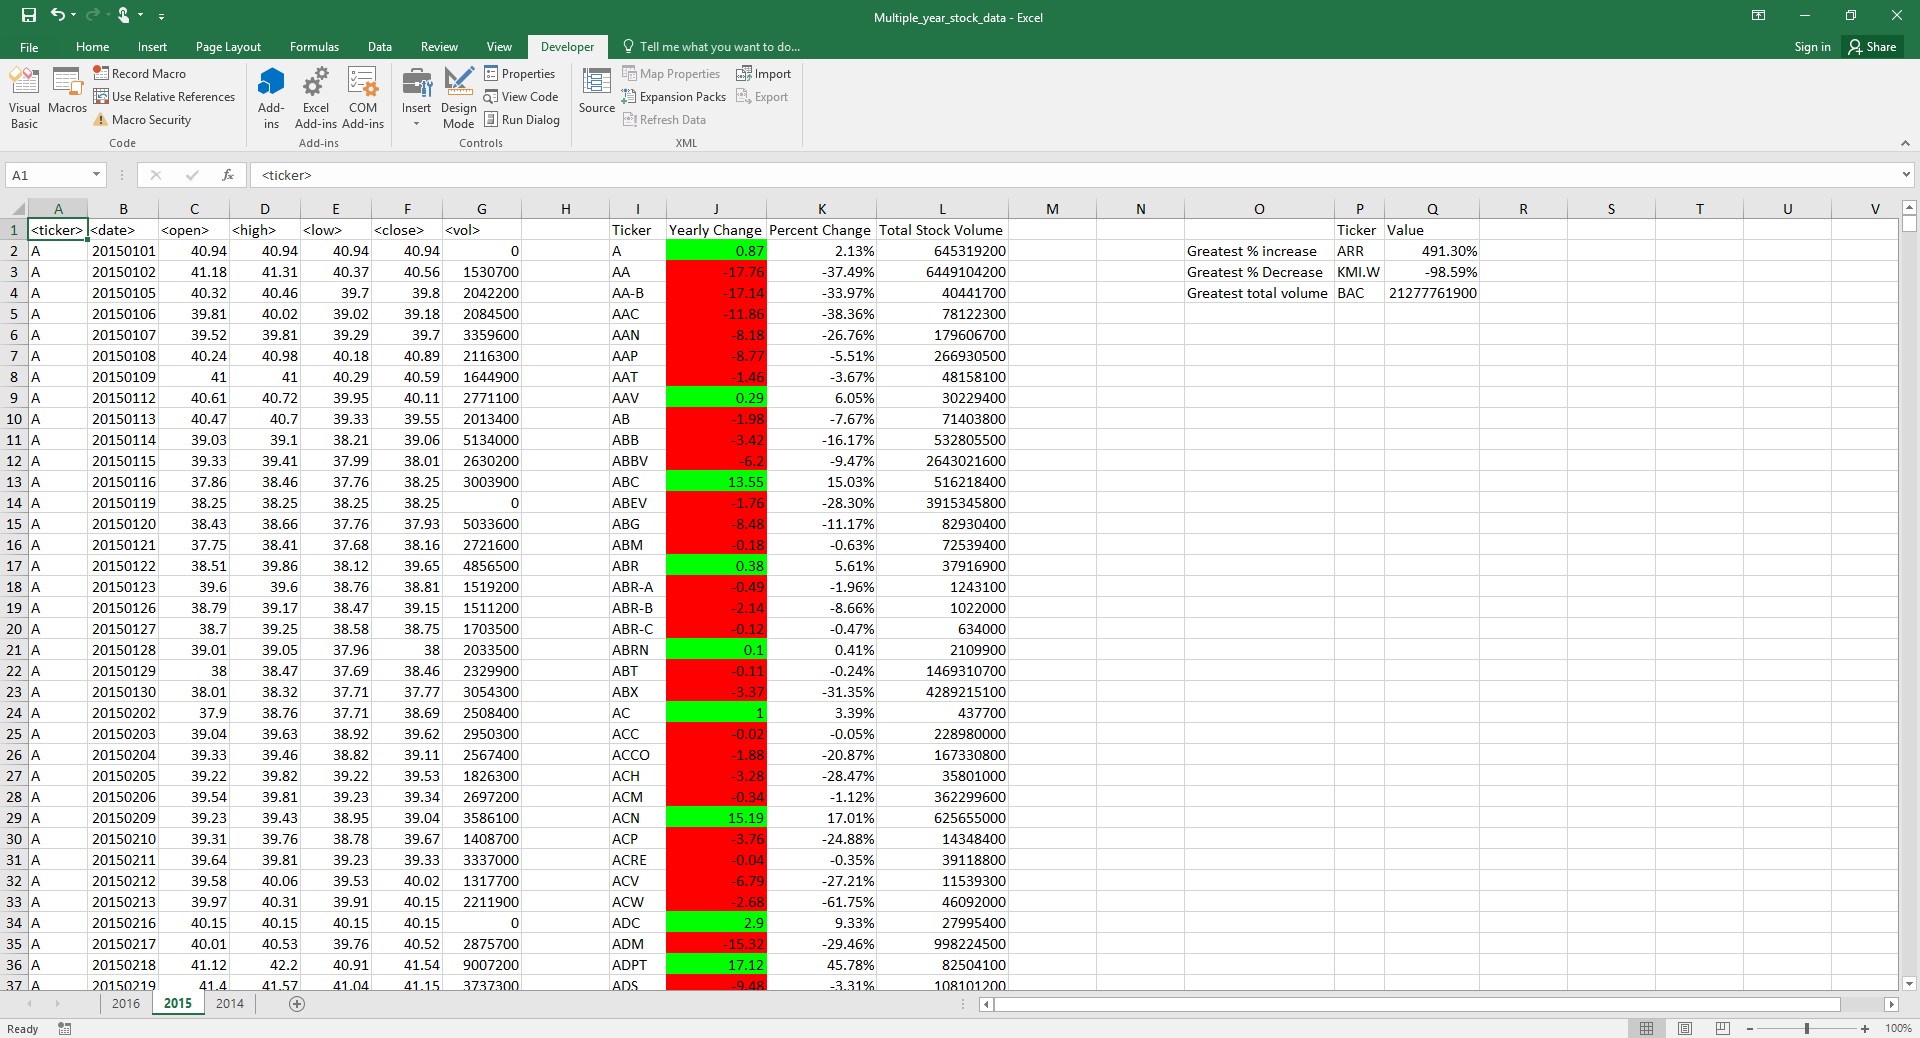 Multiple_year_stock_data - Excel
File Home Insert Page Layout Formulas Data Review View Developer Tell me what you want to do... Sign in Share
Visual Basic Macros Record Macro Use Relative References Macro Security Code
Add-ins Excel Add-ins COM Add-ins Add-ins
Insert Design Mode Properties View Code Run Dialog Controls
Source Map Properties Expansion Packs Refresh Data Import Export XML
A1 fx <ticker>
A B C D E F G H I J K L M N O P Q R S T U V
1 <ticker> <date> <open> <high> <low> <close> <vol> Ticker Yearly Change Percent Change Total Stock Volume Ticker Value
2 A 20150101 40.94 40.94 40.94 40.94 0 A 0.87 2.13% 645319200 Greatest % increase ARR 491.30%
3 A 20150102 41.18 41.31 40.37 40.56 1530700 AA -17.76 -37.49% 6449104200 Greatest % Decrease KMI.W -98.59%
4 A 20150105 40.32 40.46 39.7 39.8 2042200 AA-B -17.14 -33.97% 40441700 Greatest total volume BAC 21277761900
5 A 20150106 39.81 40.02 39.02 39.18 2084500 AAC -11.86 -38.36% 78122300
6 A 20150107 39.52 39.81 39.29 39.7 3359600 AAN -8.18 -26.76% 179606700
7 A 20150108 40.24 40.98 40.18 40.89 2116300 AAP -8.77 -5.51% 266930500
8 A 20150109 41 41 40.29 40.59 1644900 AAT -1.46 -3.67% 48158100
9 A 20150112 40.61 40.72 39.95 40.11 2771100 AAV 0.29 6.05% 30229400
10 A 20150113 40.47 40.7 39.33 39.55 2013400 AB -1.98 -7.67% 71403800
11 A 20150114 39.03 39.1 38.21 39.06 5134000 ABB -3.42 -16.17% 532805500
12 A 20150115 39.33 39.41 37.99 38.01 2630200 ABBV -6.2 -9.47% 2643021600
13 A 20150116 37.86 38.46 37.76 38.25 3003900 ABC 13.55 15.03% 516218400
14 A 20150119 38.25 38.25 38.25 38.25 0 ABEV -1.76 -28.30% 3915345800
15 A 20150120 38.43 38.66 37.76 37.93 5033600 ABG -8.48 -11.17% 82930400
16 A 20150121 37.75 38.41 37.68 38.16 2721600 ABM -0.18 -0.63% 72539400
17 A 20150122 38.51 39.86 38.12 39.65 4856500 ABR 0.38 5.61% 37916900
18 A 20150123 39.6 39.6 38.76 38.81 1519200 ABR-A -0.49 -1.96% 1243100
19 A 20150126 38.79 39.17 38.47 39.15 1511200 ABR-B -2.14 -8.66% 1022000
20 A 20150127 38.7 39.25 38.58 38.75 1703500 ABR-C -0.12 -0.47% 634000
21 A 20150128 39.01 39.05 37.96 38 2033500 ABRN 0.1 0.41% 2109900
22 A 20150129 38 38.47 37.69 38.46 2329900 ABT -0.11 -0.24% 1469310700
23 A 20150130 38.01 38.32 37.71 37.77 3054300 ABX -3.37 -31.35% 4289215100
24 A 20150202 37.9 38.76 37.71 38.69 2508400 AC 1 3.39% 437700
25 A 20150203 39.04 39.63 38.92 39.62 2950300 ACC -0.02 -0.05% 228980000
26 A 20150204 39.33 39.46 38.82 39.11 2567400 ACCO -1.88 -20.87% 167330800
27 A 20150205 39.22 39.82 39.22 39.53 1826300 ACH -3.28 -28.47% 35801000
28 A 20150206 39.54 39.81 39.23 39.34 2697200 ACM -0.34 -1.12% 362299600
29 A 20150209 39.23 39.43 38.95 39.04 3586100 ACN 15.19 17.01% 625655000
30 A 20150210 39.31 39.76 38.78 39.67 1408700 ACP -3.76 -24.88% 14348400
31 A 20150211 39.64 39.81 39.23 39.33 3337000 ACRE -0.04 -0.35% 39118800
32 A 20150212 39.58 40.06 39.53 40.02 1317700 ACV -6.79 -27.21% 11539300
33 A 20150213 39.97 40.31 39.91 40.15 2211900 ACW -2.68 -61.75% 46092000
34 A 20150216 40.15 40.15 40.15 40.15 0 ADC 2.9 9.33% 27995400
35 A 20150217 40.01 40.53 39.76 40.52 2875700 ADM -15.32 -29.46% 998224500
36 A 20150218 41.12 42.2 40.91 41.54 9007200 ADPT 17.12 45.78% 82504100
37 A 20150219 41.4 41.57 41.04 41.15 3737300 ADS -9.48 -3.31% 108101200
2016 2015 2014
Ready 100%